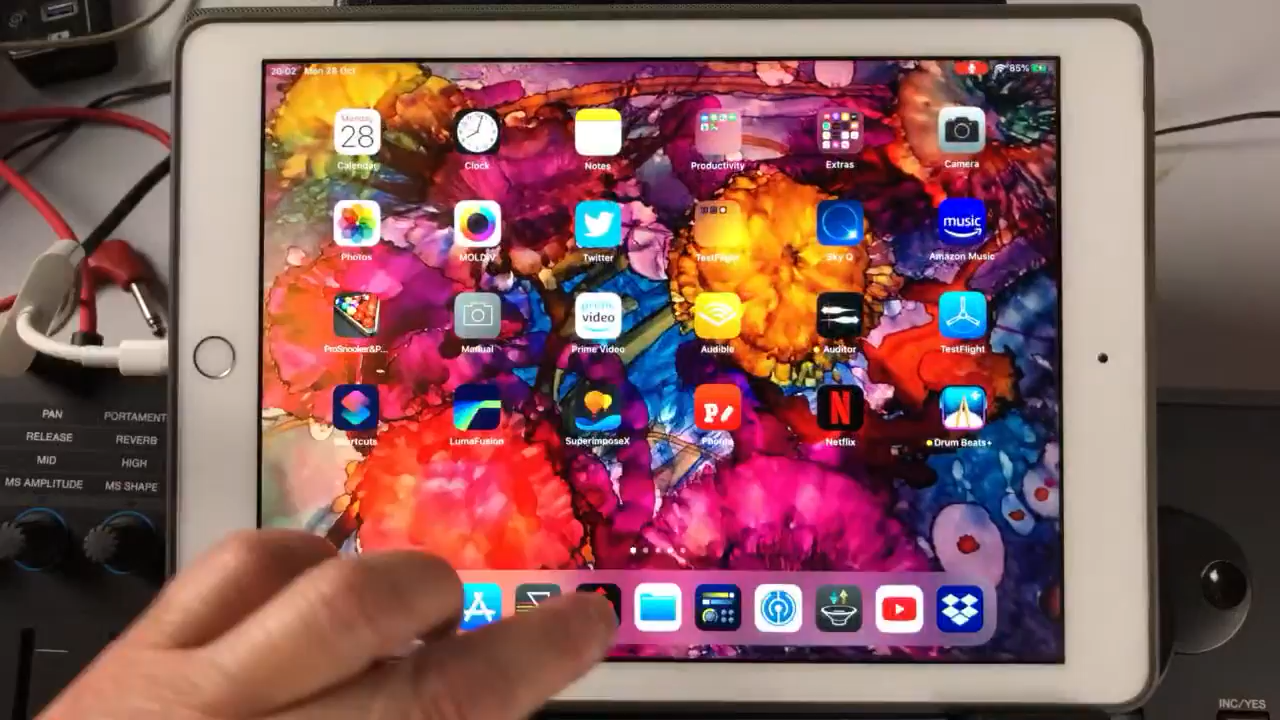 20:02 Mon 28 Oct
85%
Monday
28
Calendar
Clock
Notes
Productivity
Extras
Camera
music
Photos
MOLDIV
Twitter
TestFlight
Sky Q
Amazon Music
prime
video
ProSnooker&P...
Manual
Prime Video
Audible
Auditor
TestFlight
P
N
Shortcuts
LumaFusion
SuperimposeX
Phonto
Netflix
Drum Beats+
PAN
PORTAMENT
RELEASE
REVERB
MID
HIGH
MS AMPLITUDE
MS SHAPE
INC/YES